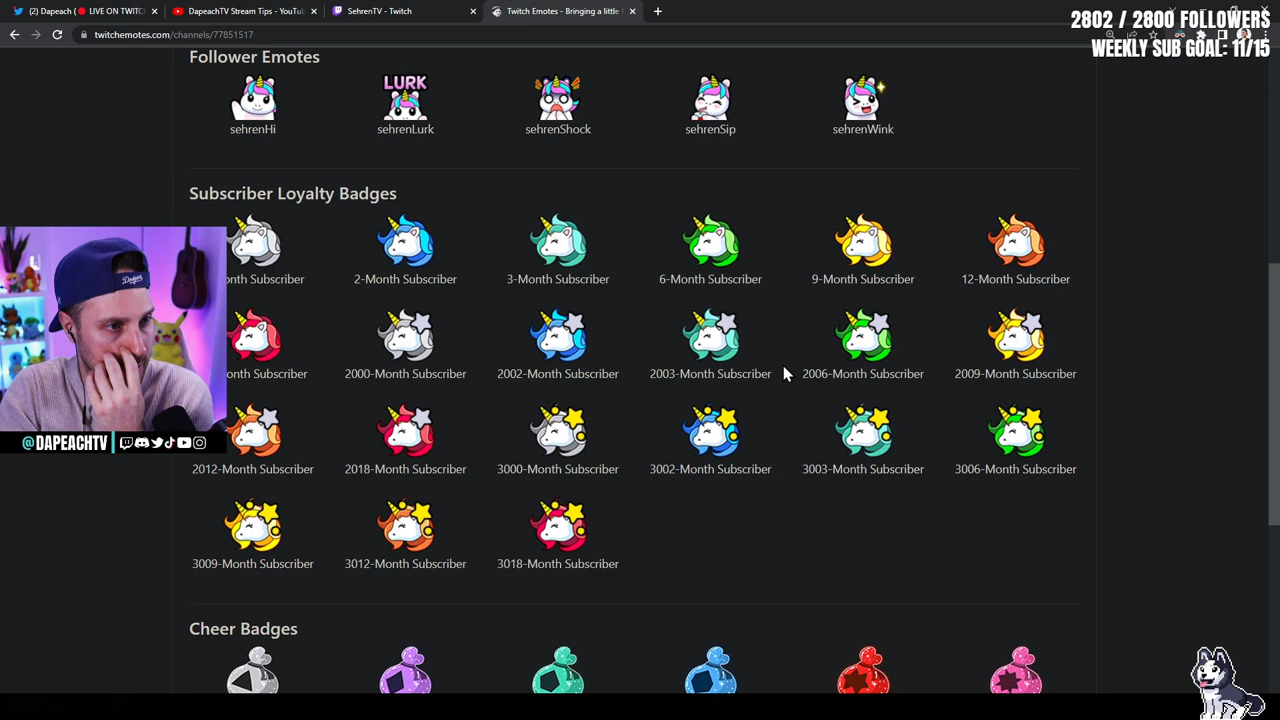 (2) Dapeach ( LIVE ON TWITC
DapeachTV Stream Tips - YouTu
SehrenTV - Twitch
Twitch Emotes - Bringing a little
twitchemotes.com/channels/77851517
2802 / 2800 FOLLOWERS
WEEKLY SUB GOAL: 11/15
Follower Emotes
LURK
sehrenHi sehrenLurk sehrenShock sehrenSip sehrenWink
Subscriber Loyalty Badges
onth Subscriber 2-Month Subscriber 3-Month Subscriber 6-Month Subscriber 9-Month Subscriber 12-Month Subscriber
onth Subscriber 2000-Month Subscriber 2002-Month Subscriber 2003-Month Subscriber 2006-Month Subscriber 2009-Month Subscriber
2012-Month Subscriber 2018-Month Subscriber 3000-Month Subscriber 3002-Month Subscriber 3003-Month Subscriber 3006-Month Subscriber
3009-Month Subscriber 3012-Month Subscriber 3018-Month Subscriber
Cheer Badges
Dodgers
@DAPEACHTV